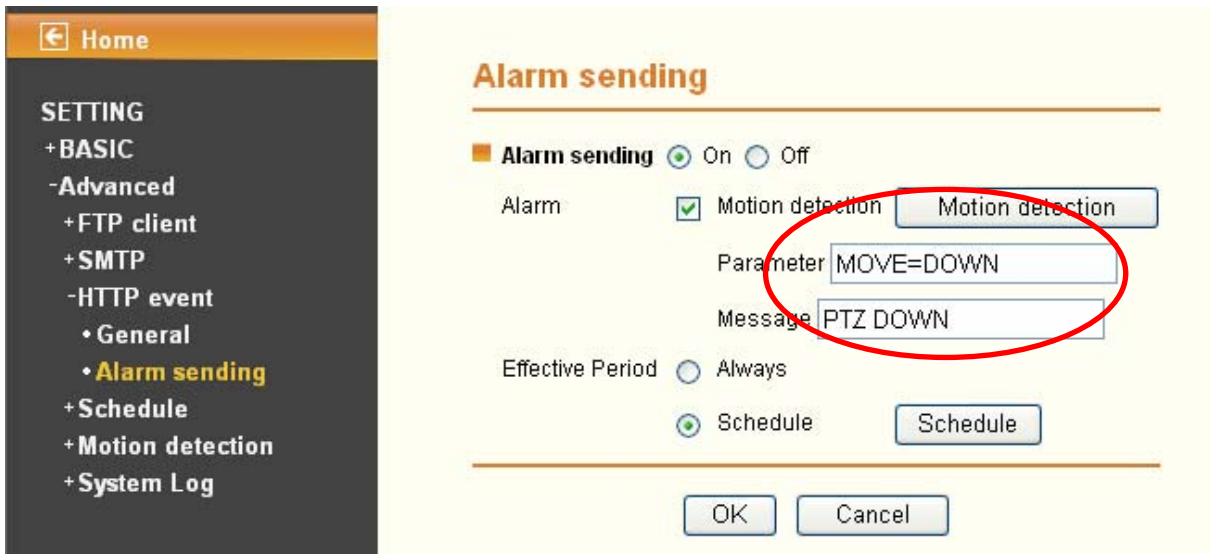 Home
SETTING
+BASIC
-Advanced
+FTP client
+SMTP
-HTTP event
•General
•Alarm sending
+Schedule
+Motion detection
+System Log
Alarm sending
Alarm sending On Off
Alarm Motion detection Motion detection
Parameter MOVE=DOWN
Message PTZ DOWN
Effective Period Always
Schedule Schedule
OK Cancel